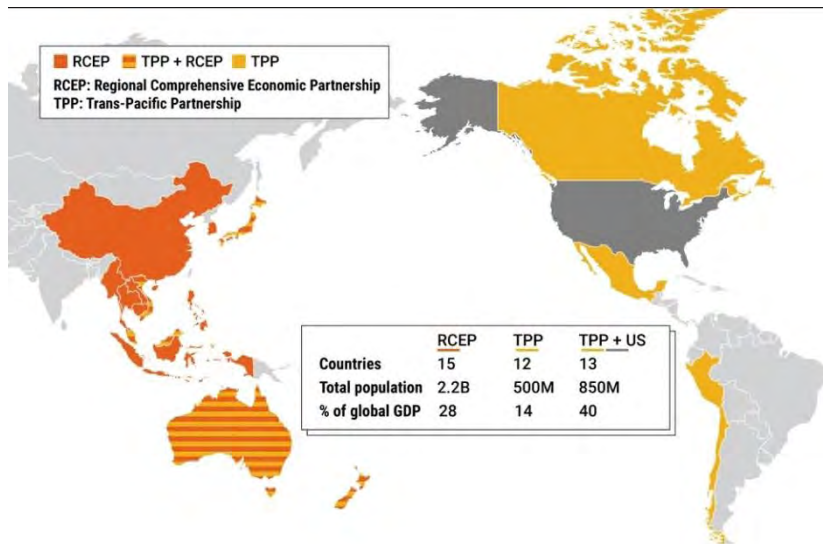 RCEP TPP + RCEP TPP
RCEP: Regional Comprehensive Economic Partnership
TPP: Trans-Pacific Partnership
RCEP TPP TPP + US
Countries 15 12 13
Total population 2.2B 500M 850M
% of global GDP 28 14 40